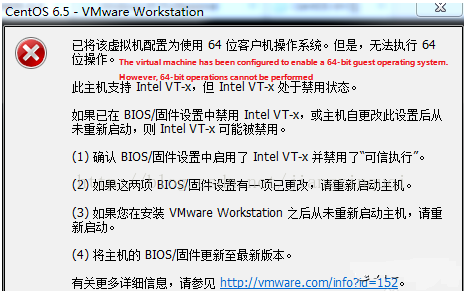 CentOS 6.5 - VMware Workstation
已将该虚拟机配置为使用 64 位客户机操作系统。但是，无法执行 64
位操作。 The virtual machine has been configured to enable a 64-bit guest operating system.
However, 64-bit operations cannot be performed
此主机支持 Intel VT-x，但 Intel VT-x 处于禁用状态。
如果已在 BIOS/固件设置中禁用 Intel VT-x，或主机自更改此设置后从
未重新启动，则 Intel VT-x 可能被禁用。
(1) 确认 BIOS/固件设置中启用了 Intel VT-x 并禁用了“可信执行”。
(2) 如果这两项 BIOS/固件设置有一项已更改，请重新启动主机。
(3) 如果您在安装 VMware Workstation 之后从未重新启动主机，请重
新启动。
(4) 将主机的 BIOS/固件更新至最新版本。
有关更多详细信息，请参见 http://vmware.com/info?id=152。